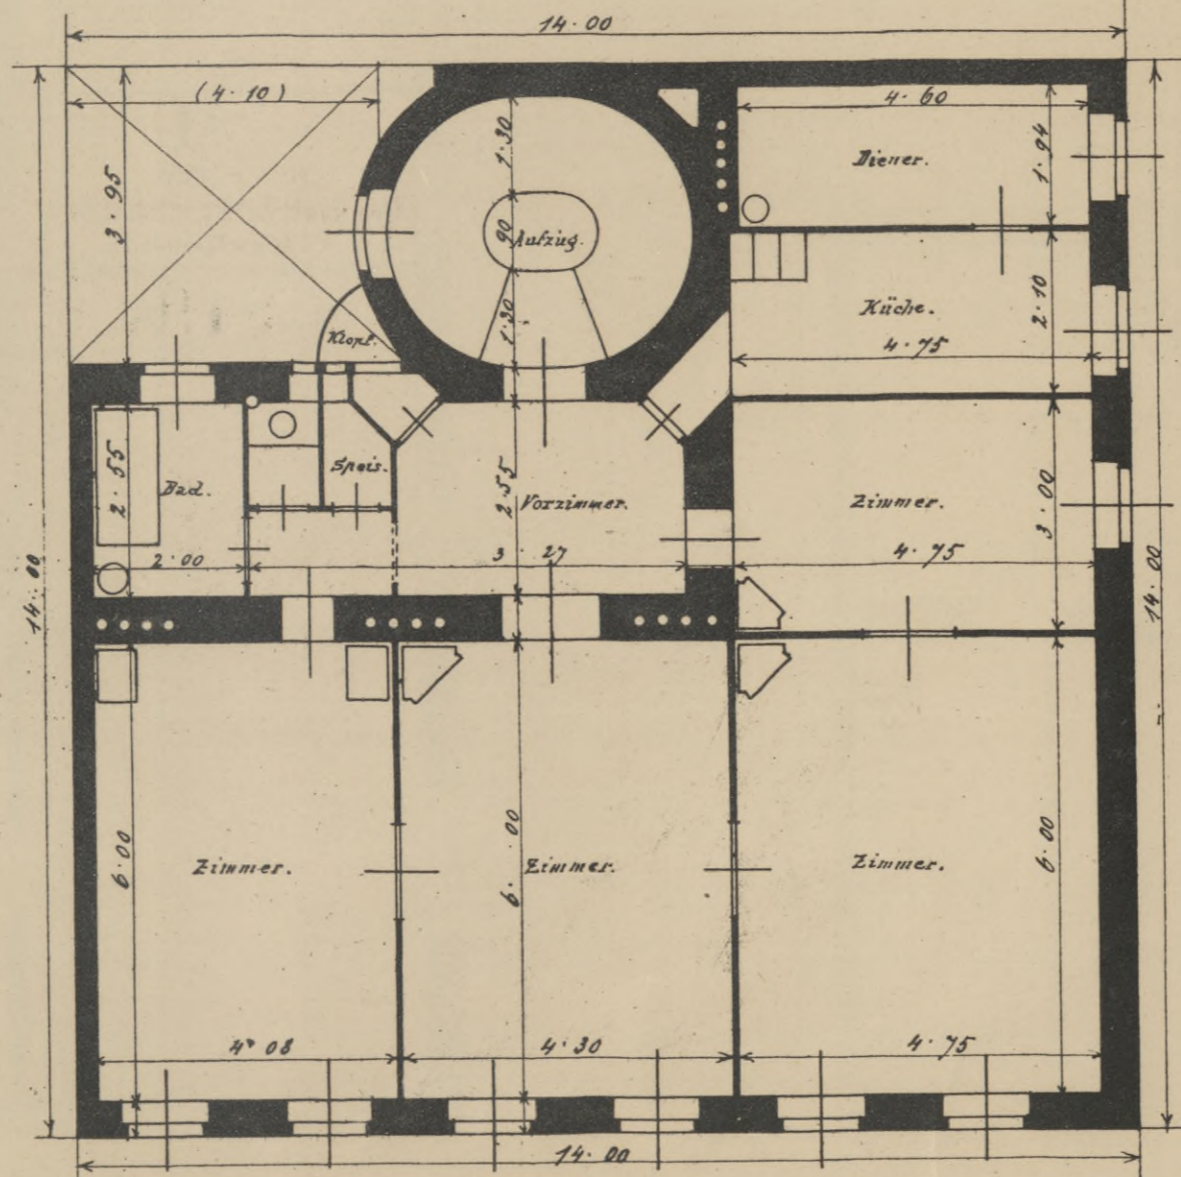 14·00
(4·10)
4·60
3·95
1·30
Diener.
1·94
90
Aufzug.
1·30
Klopf.
Küche.
2·10
4·75
2·55
Bad.
Speis.
2·55
Vorzimmer.
Zimmer.
3·00
2·00
3·27
4·75
14·00
14·00
6·00
Zimmer.
6·00
Zimmer.
Zimmer.
6·00
4·08
4·30
4·75
14·00